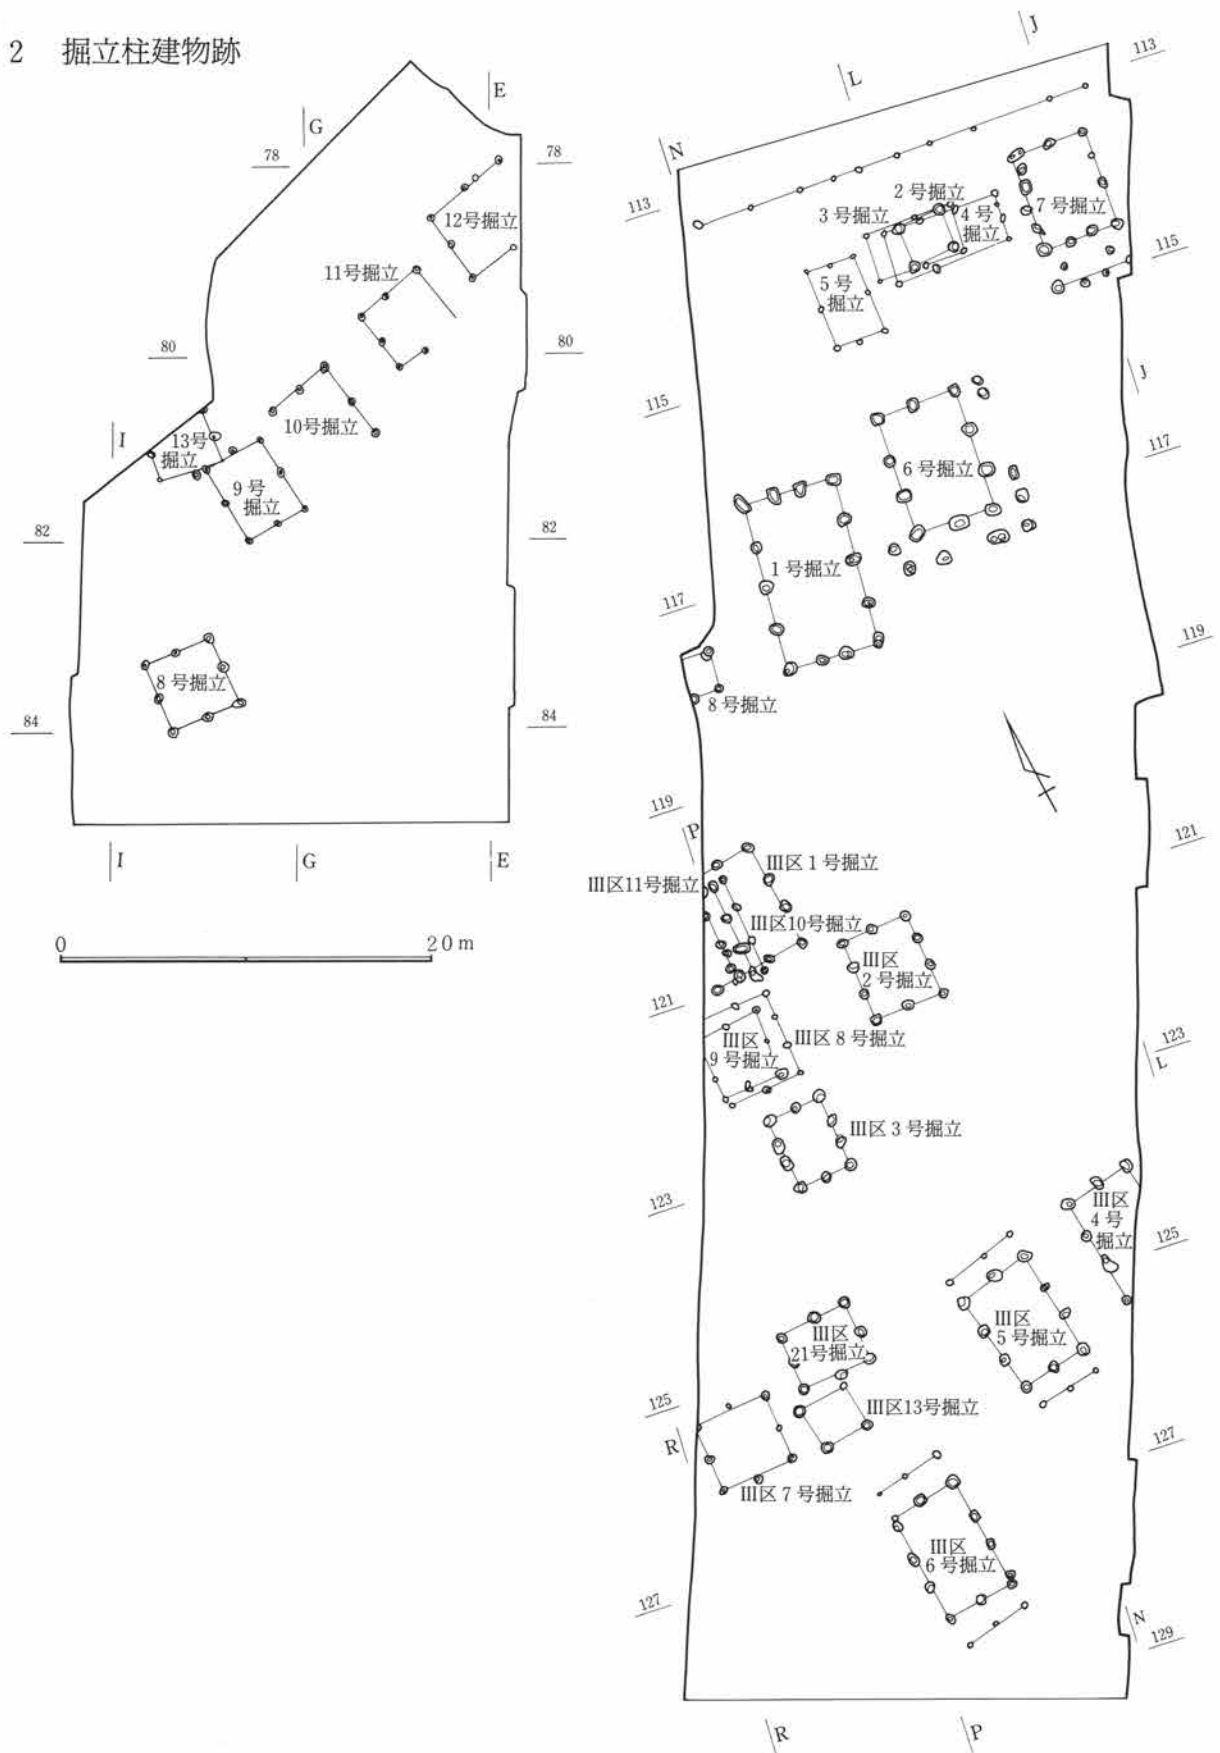 2 掘立柱建物跡
E
G
78
78
12号掘立
11号掘立
80
80
10号掘立
I
13号
掘立
9号
掘立
82
82
8号掘立
84
84
I
G
E
0
20m
J
113
L
N
113
2号掘立
3号掘立
4号
掘立
7号掘立
115
5号
掘立
J
115
117
6号掘立
1号掘立
117
119
8号掘立
119
P
121
III区1号掘立
III区11号掘立
III区10号掘立
III区
2号掘立
121
III区
9号掘立
III区8号掘立
123
L
III区3号掘立
123
III区
4号
掘立
125
III区
5号掘立
III区
21号掘立
125
III区13号掘立
R
127
III区7号掘立
III区
6号掘立
127
N
129
R
P